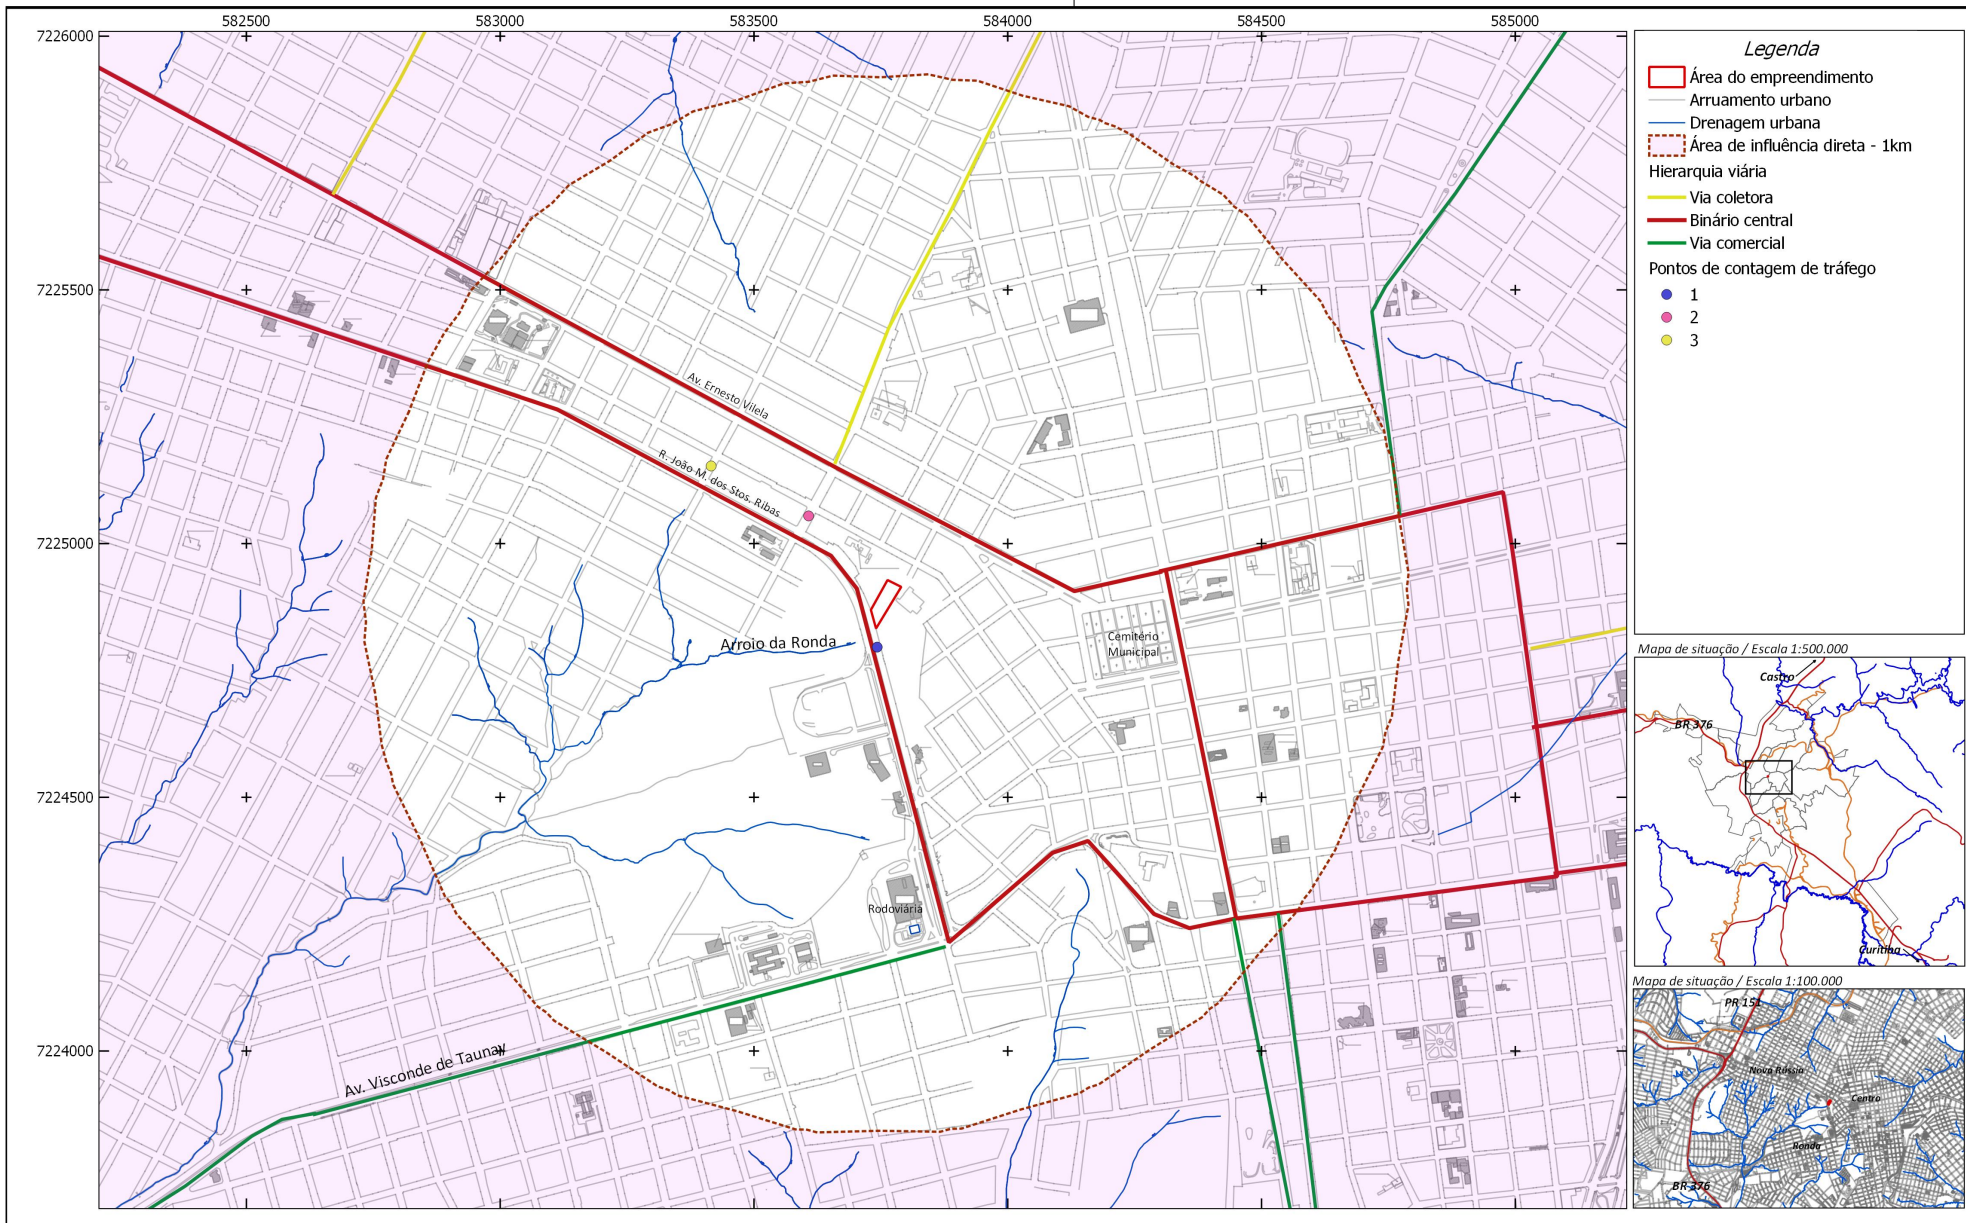 582500 583000 583500 584000 584500 585000
7226000
7225500
7225000
7224500
7224000
Av. Ernesto Vilela
R. João M. dos Stos. Ribas
Arroio da Ronda
Cemitério
Municipal
Rodoviária
Av. Visconde de Taunay
Legenda
Área do empreendimento
Arruamento urbano
Drenagem urbana
Área de influência direta - 1km
Hierarquia viária
Via coletora
Binário central
Via comercial
Pontos de contagem de tráfego
1
2
3
Mapa de situação / Escala 1:500.000
Castro
BR 376
Curitiba
Mapa de situação / Escala 1:100.000
PR 151
Nova Rússia
Centro
Ronda
BR 376